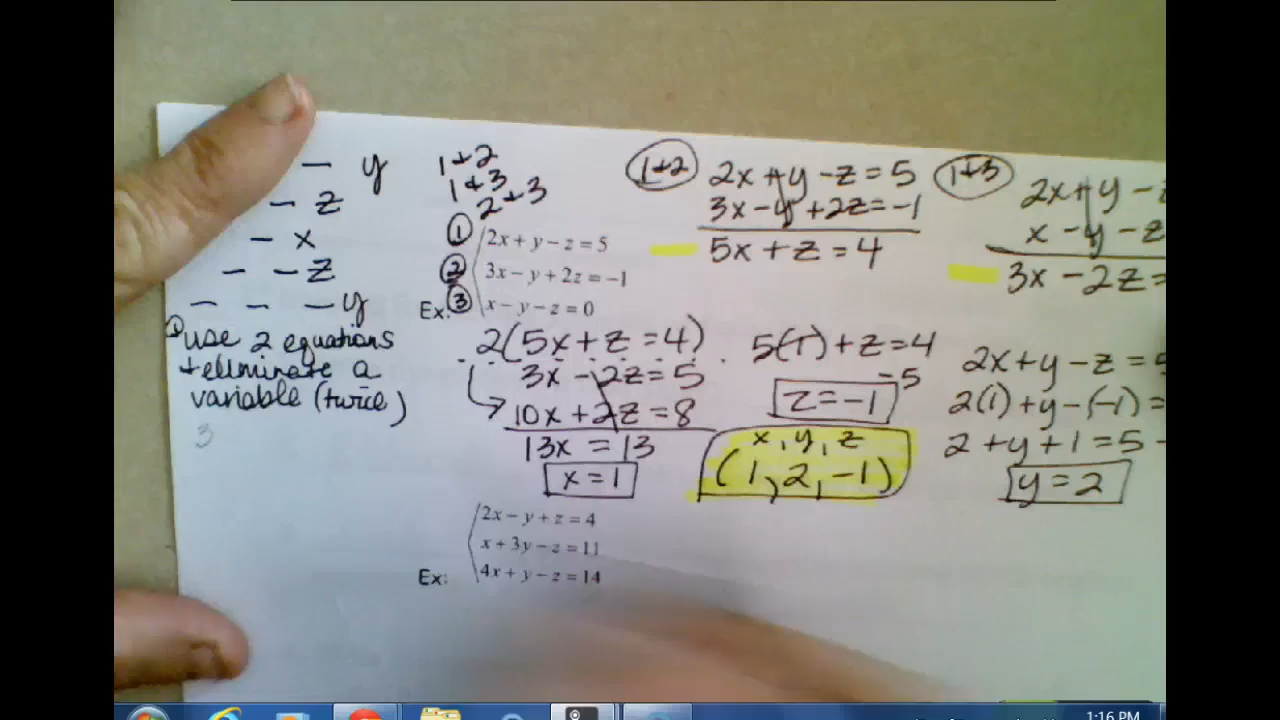 — y
— z
— x
— — z
— — — y
① use 2 equations
+ eliminate a
variable (twice)
3
1+2
1+3
2+3
① 2x + y − z = 5
② 3x − y + 2z = −1
Ex: ③ x − y − z = 0
1+2
2x + y − z = 5
3x − y + 2z = −1
5x + z = 4
1+3
2x + y −
x − y − z
3x − 2z =
2(5x + z = 4)
3x − 2z = 5
10x + 2z = 8
13x = 13
x = 1
5(1) + z = 4
−5
z = −1
x, y, z
(1, 2, −1)
2x + y − z = 5
2(1) + y − (−1) =
2 + y + 1 = 5 −
y = 2
2x − y + z = 4
x + 3y − z = 11
Ex: 4x + y − z = 14
1:16 PM